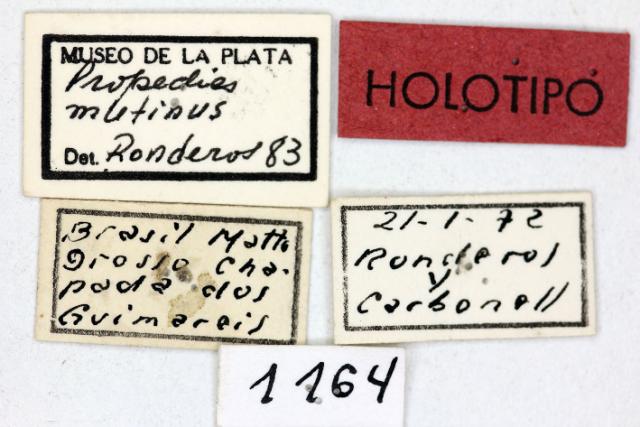 MUSEO DE LA PLATA
Propedies
mutinus
Det. Ronderos 83
HOLOTIPO
Brasil Matto
Grosso Cha-
pada dos
Guimareis
21-1-72
Ronderos
y
Carbonell
1164